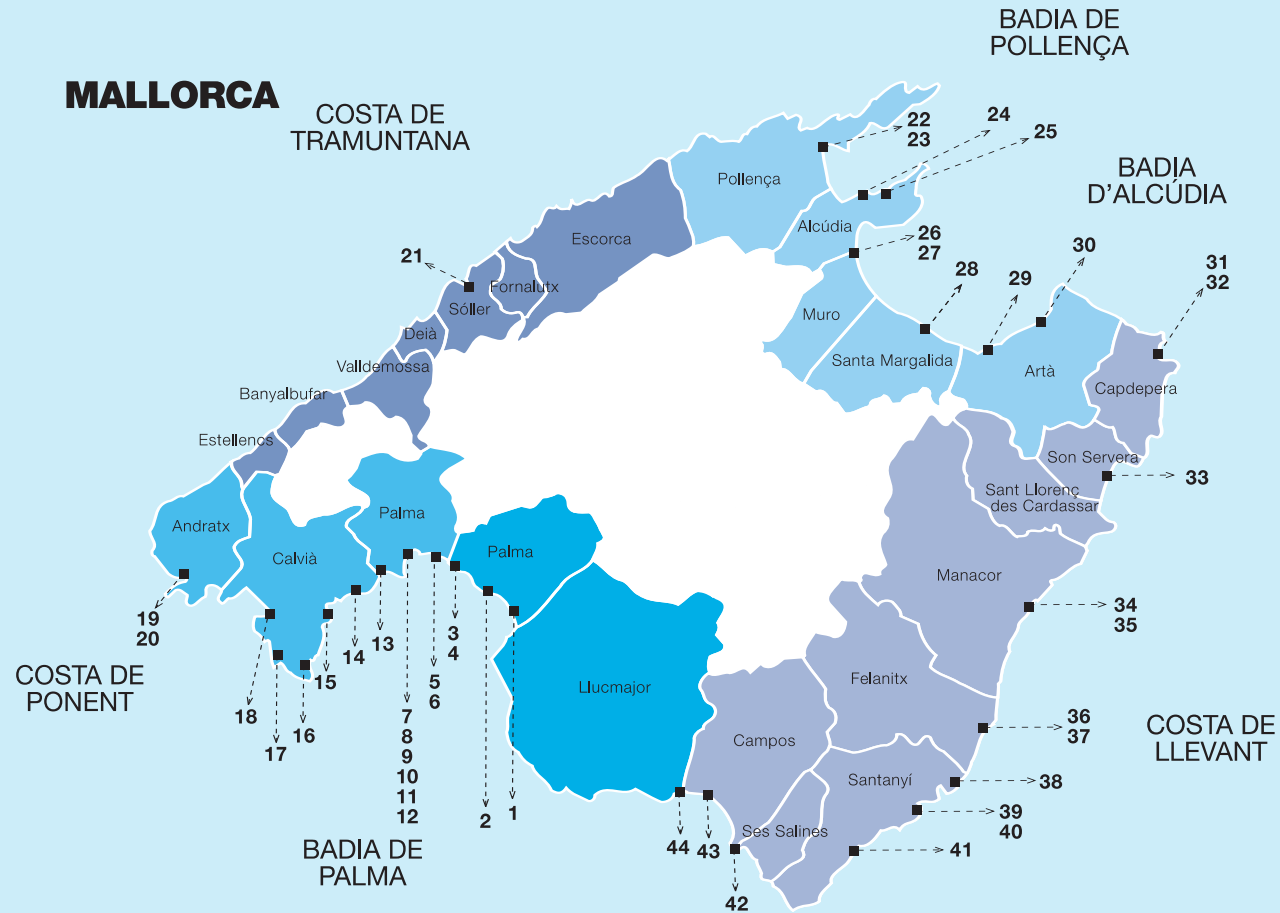 BADIA DE
POLLENÇA
MALLORCA
COSTA DE
TRAMUNTANA
22
23
24
25
BADIA
D'ALCÚDIA
Pollença
Alcúdia
Escorca
26
27
28
29
30
31
32
21
Fornalutx
Sóller
Deià
Muro
Valldemossa
Santa Margalida
Artà
Capdepera
Banyalbufar
Estellencs
Son Servera
33
Sant Llorenç
des Cardassar
Andratx
Palma
Calvià
Palma
Manacor
19
20
34
35
COSTA DE
PONENT
18
17
16
15
14
13
7
8
9
10
11
12
5
6
3
4
2
1
Llucmajor
Felanitx
Campos
36
37
COSTA DE
LLEVANT
Santanyí
38
39
40
Ses Salines
41
44
43
42
BADIA DE
PALMA